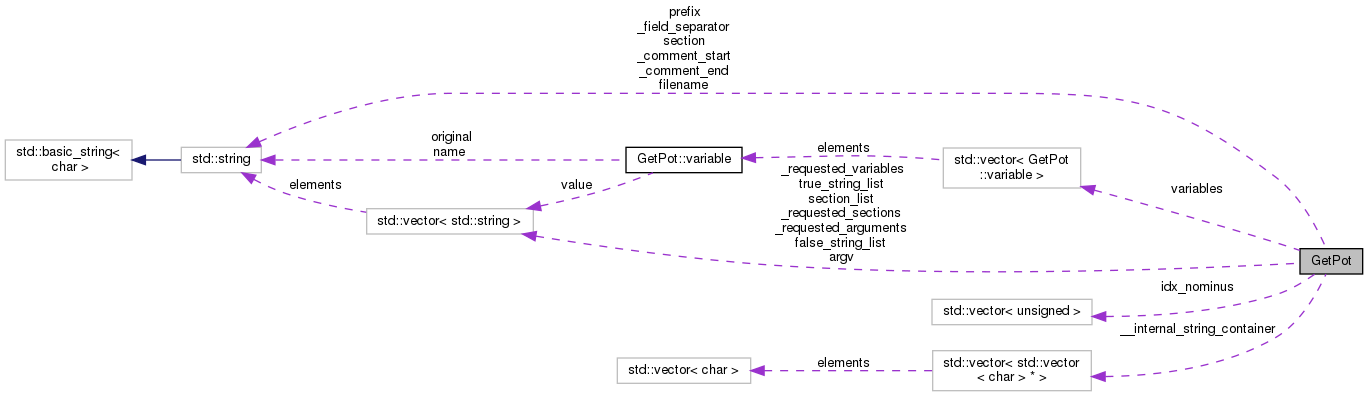 prefix
_field_separator
section
_comment_start
_comment_end
filename
original
name
elements
std::basic_string<
char >
std::string
GetPot::variable
std::vector< GetPot
::variable >
_requested_variables
true_string_list
section_list
_requested_sections
_requested_arguments
false_string_list
argv
variables
elements
value
std::vector< std::string >
GetPot
idx_nominus
std::vector< unsigned >
__internal_string_container
elements
std::vector< char >
std::vector< std::vector
< char > * >